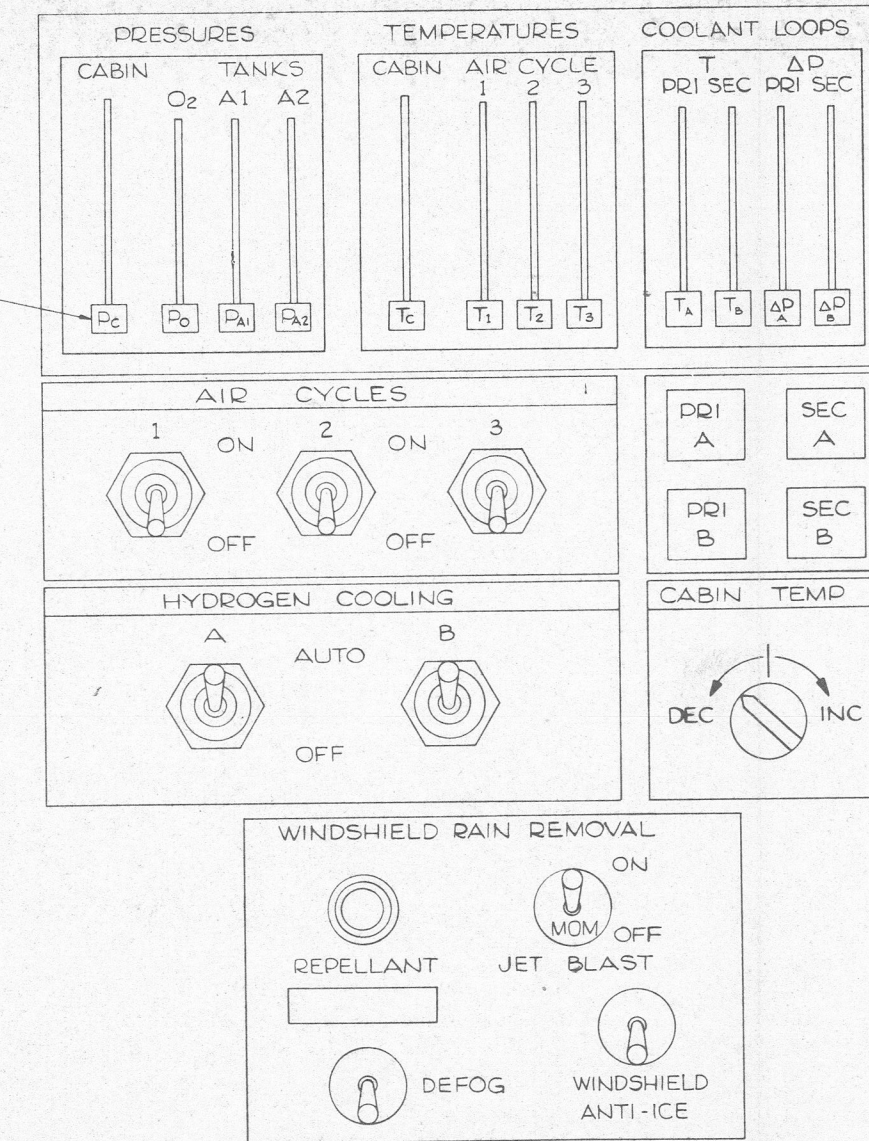 PRESSURES
CABIN TANKS
O2 A1 A2
PC PO PA1 PA2
TEMPERATURES
CABIN AIR CYCLE
1 2 3
TC T1 T2 T3
COOLANT LOOPS
T ΔP
PRI SEC PRI SEC
TA TB ΔPA ΔPB
AIR CYCLES
1 2 3
ON ON
OFF OFF
PRI A
SEC A
PRI B
SEC B
HYDROGEN COOLING
A B
AUTO
OFF
CABIN TEMP
DEC INC
WINDSHIELD RAIN REMOVAL
ON
MOM OFF
REPELLANT JET BLAST
DEFOG
WINDSHIELD
ANTI-ICE